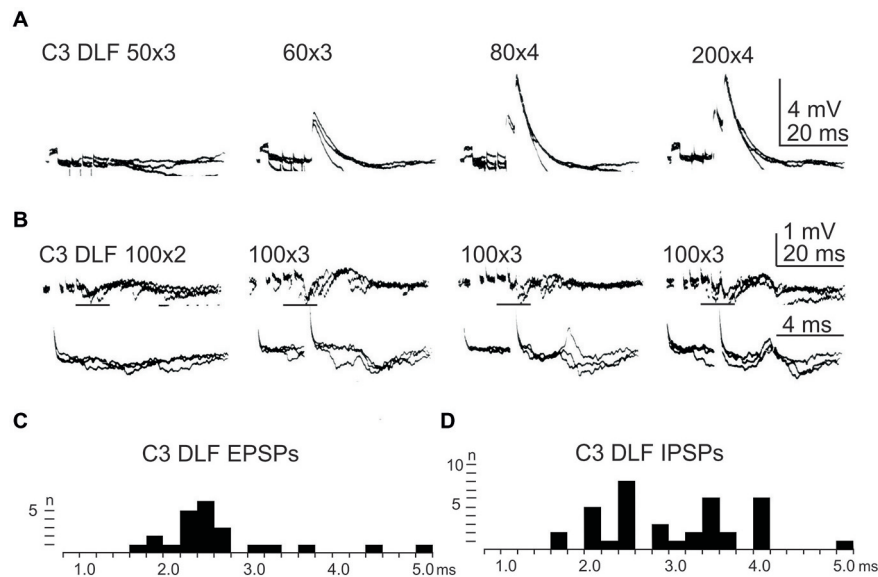 A
C3 DLF 50x3 60x3 80x4 200x4
4 mV
20 ms
B
C3 DLF 100x2 100x3 100x3 100x3
1 mV
20 ms
4 ms
C
C3 DLF EPSPs
n
5
1.0 2.0 3.0 4.0 5.0 ms
D
C3 DLF IPSPs
10 n
5
1.0 2.0 3.0 4.0 5.0 ms